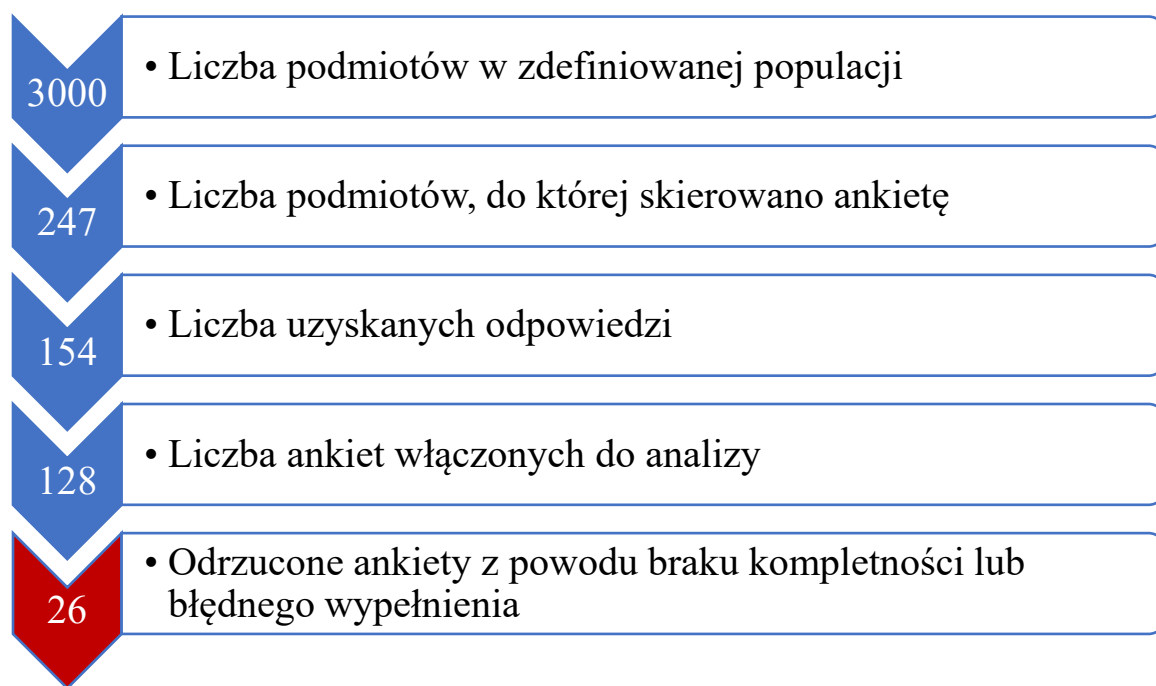 3000
• Liczba podmiotów w zdefiniowanej populacji
247
• Liczba podmiotów, do której skierowano ankietę
154
• Liczba uzyskanych odpowiedzi
128
• Liczba ankiet włączonych do analizy
26
• Odrzucone ankiety z powodu braku kompletności lub
błędnego wypełnienia